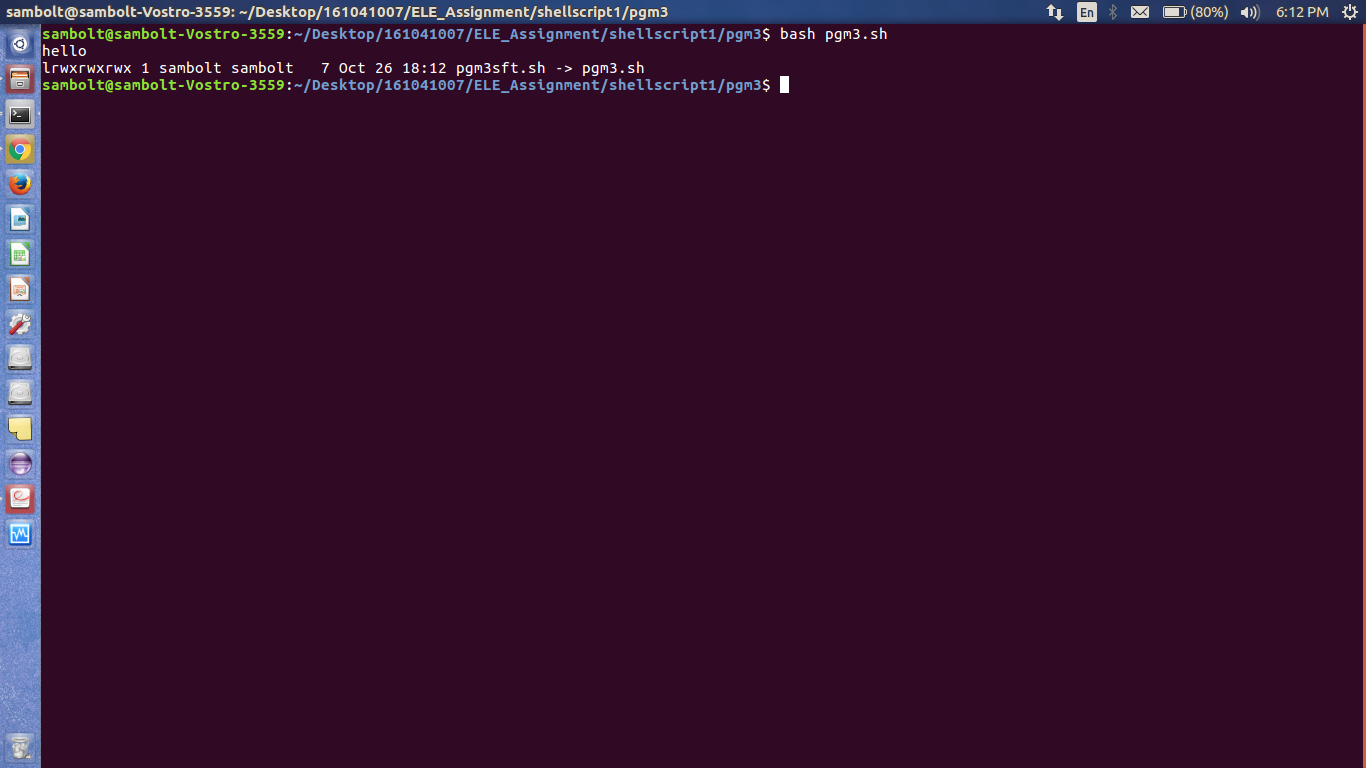 sambolt@sambolt-Vostro-3559: ~/Desktop/161041007/ELE_Assignment/shellscript1/pgm3
En (80%) 6:12 PM
sambolt@sambolt-Vostro-3559:~/Desktop/161041007/ELE_Assignment/shellscript1/pgm3$ bash pgm3.sh
hello
lrwxrwxrwx 1 sambolt sambolt   7 Oct 26 18:12 pgm3sft.sh -> pgm3.sh
sambolt@sambolt-Vostro-3559:~/Desktop/161041007/ELE_Assignment/shellscript1/pgm3$